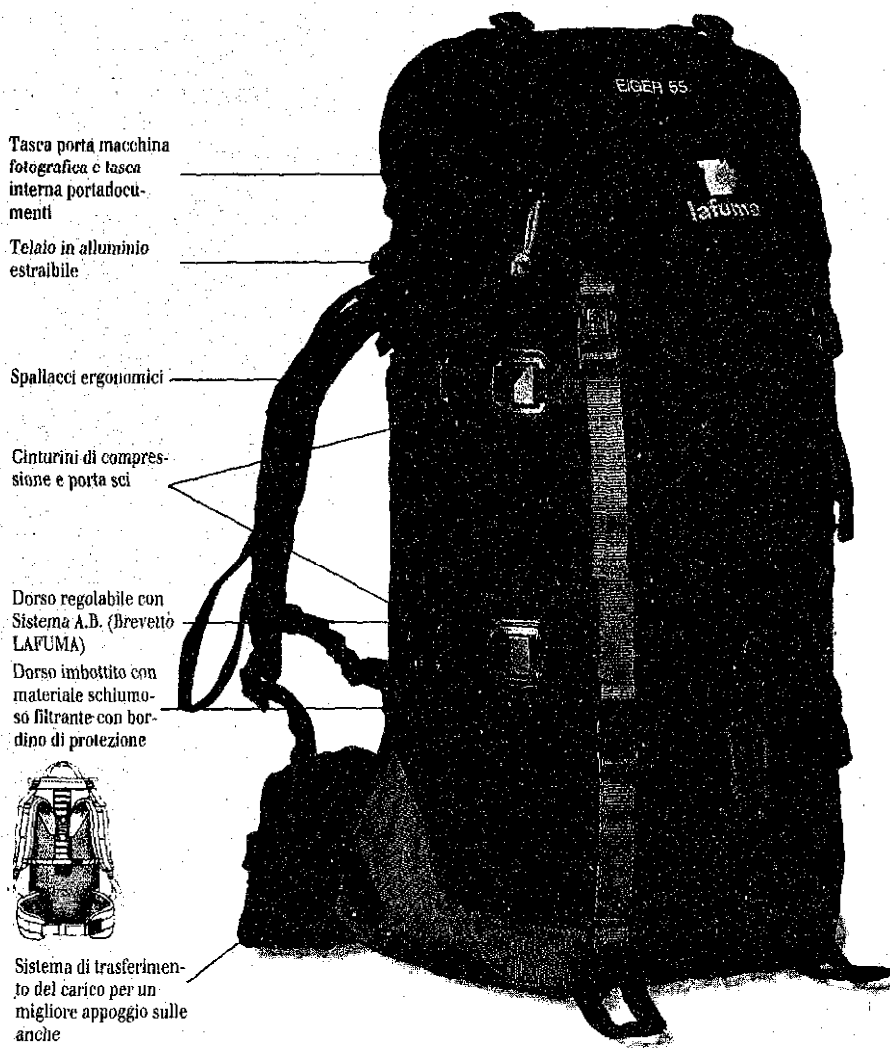 EIGER 55
lafuma
Tasca porta macchina
fotografica e tasca
interna portadocu-
menti
Telaio in alluminio
estraibile
Spallacci ergonomici
Cinturini di compres-
sione e porta sci
Dorso regolabile con
Sistema A.B. (Brevetto
LAFUMA)
Dorso imbottito con
materiale schiumo-
so filtrante con bor-
dino di protezione
Sistema di trasferimen-
to del carico per un
migliore appoggio sulle
anche